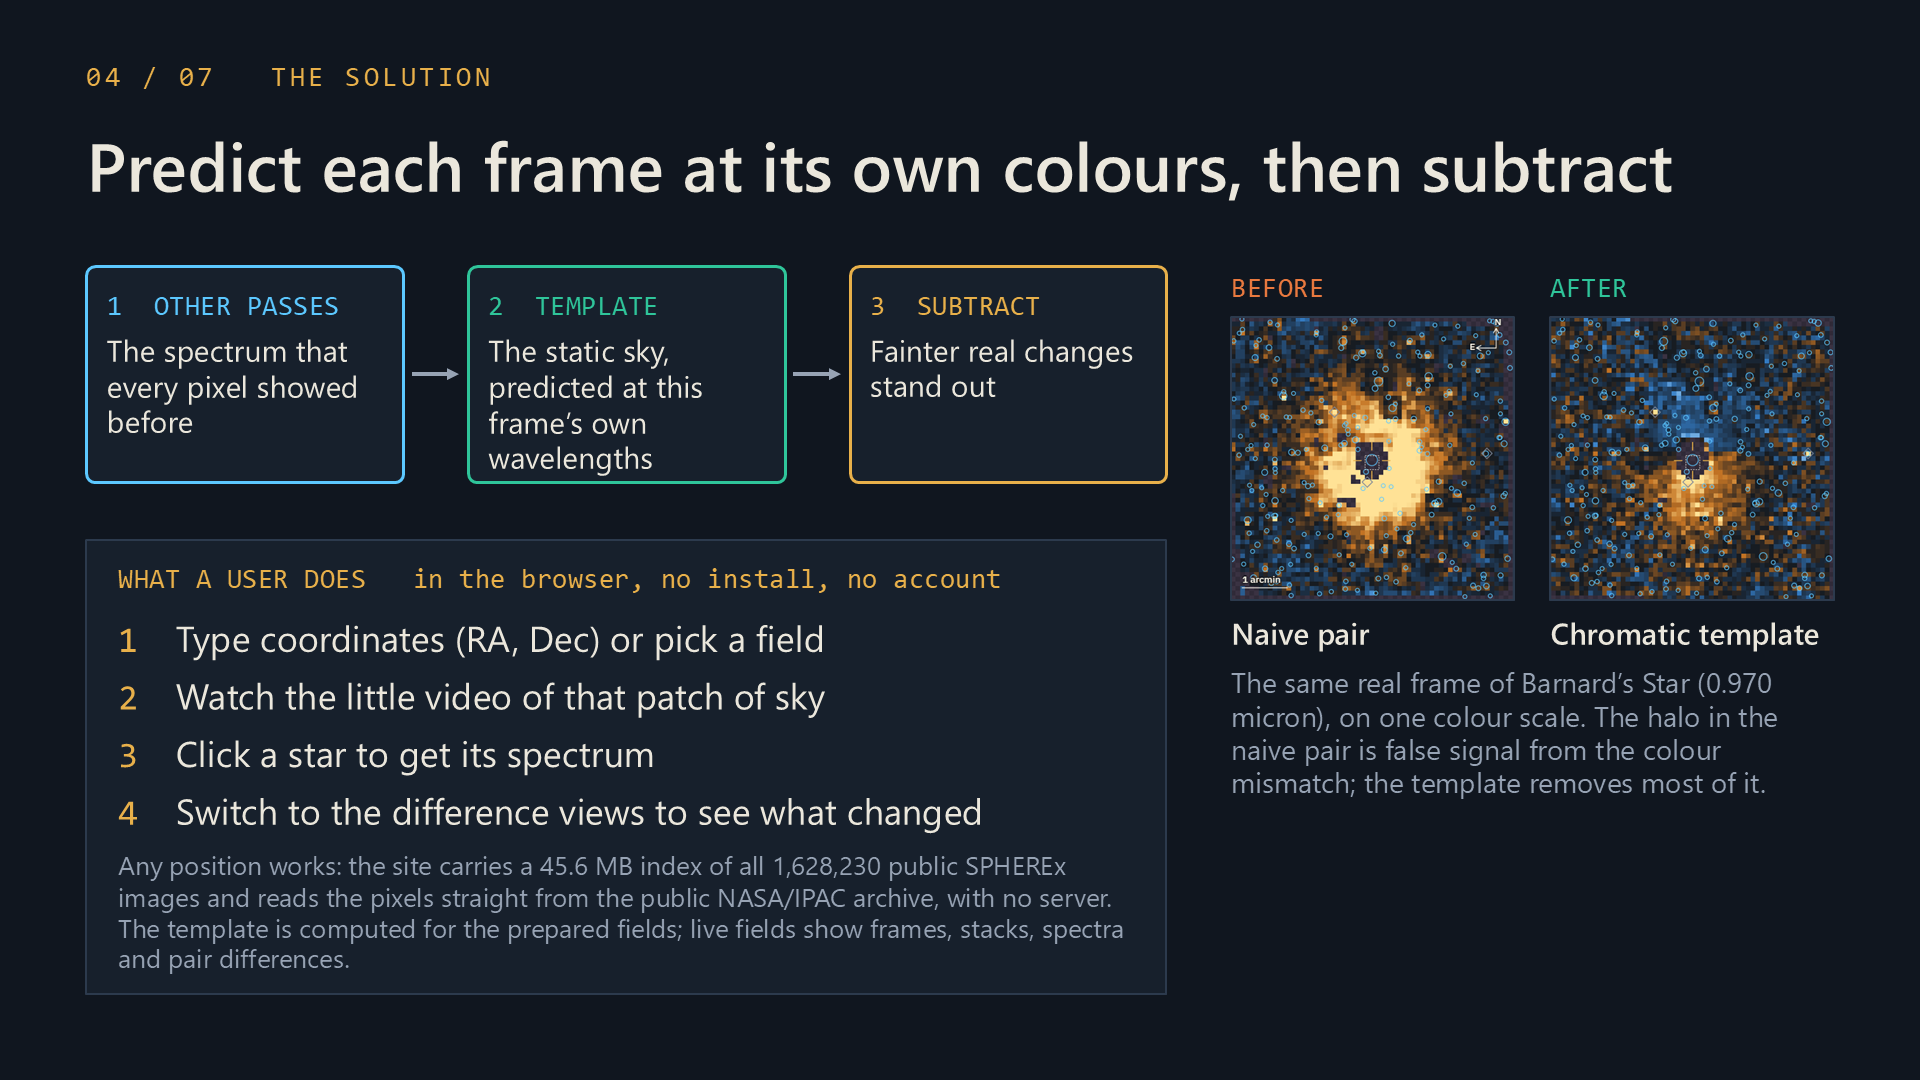 04 / 07   THE SOLUTION
Predict each frame at its own colours, then subtract
1  OTHER PASSES
The spectrum that
every pixel showed
before
2  TEMPLATE
The static sky,
predicted at this
frame’s own
wavelengths
3  SUBTRACT
Fainter real changes
stand out
WHAT A USER DOES   in the browser, no install, no account
1   Type coordinates (RA, Dec) or pick a field
2   Watch the little video of that patch of sky
3   Click a star to get its spectrum
4   Switch to the difference views to see what changed
Any position works: the site carries a 45.6 MB index of all 1,628,230 public SPHEREx
images and reads the pixels straight from the public NASA/IPAC archive, with no server.
The template is computed for the prepared fields; live fields show frames, stacks, spectra
and pair differences.
BEFORE
N
E
1 arcmin
Naive pair
AFTER
Chromatic template
The same real frame of Barnard’s Star (0.970
micron), on one colour scale. The halo in the
naive pair is false signal from the colour
mismatch; the template removes most of it.